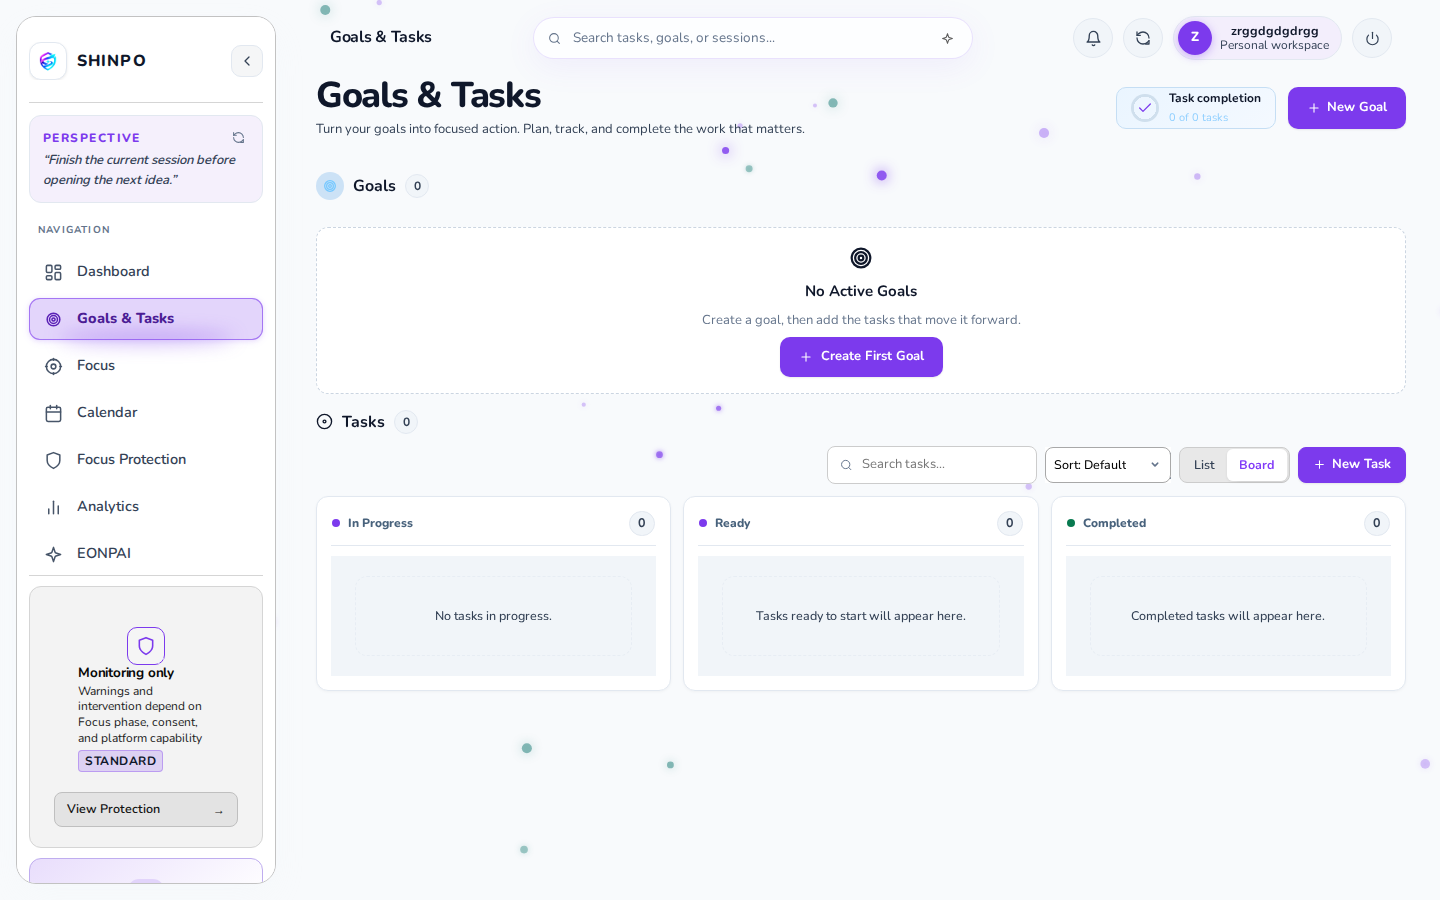 SHINPO
PERSPECTIVE
“Finish the current session before
opening the next idea.”
NAVIGATION
Dashboard
Goals & Tasks
Focus
Calendar
Focus Protection
Analytics
EONPAI
Monitoring only
Warnings and
intervention depend on
Focus phase, consent,
and platform capability
STANDARD
View Protection →
Goals & Tasks
Search tasks, goals, or sessions...
Z
zrggdgdgdrgg
Personal workspace
Goals & Tasks
Turn your goals into focused action. Plan, track, and complete the work that matters.
Task completion
0 of 0 tasks
New Goal
Goals 0
No Active Goals
Create a goal, then add the tasks that move it forward.
Create First Goal
Tasks 0
Search tasks...
Sort: Default
List
Board
New Task
In Progress 0
No tasks in progress.
Ready 0
Tasks ready to start will appear here.
Completed 0
Completed tasks will appear here.